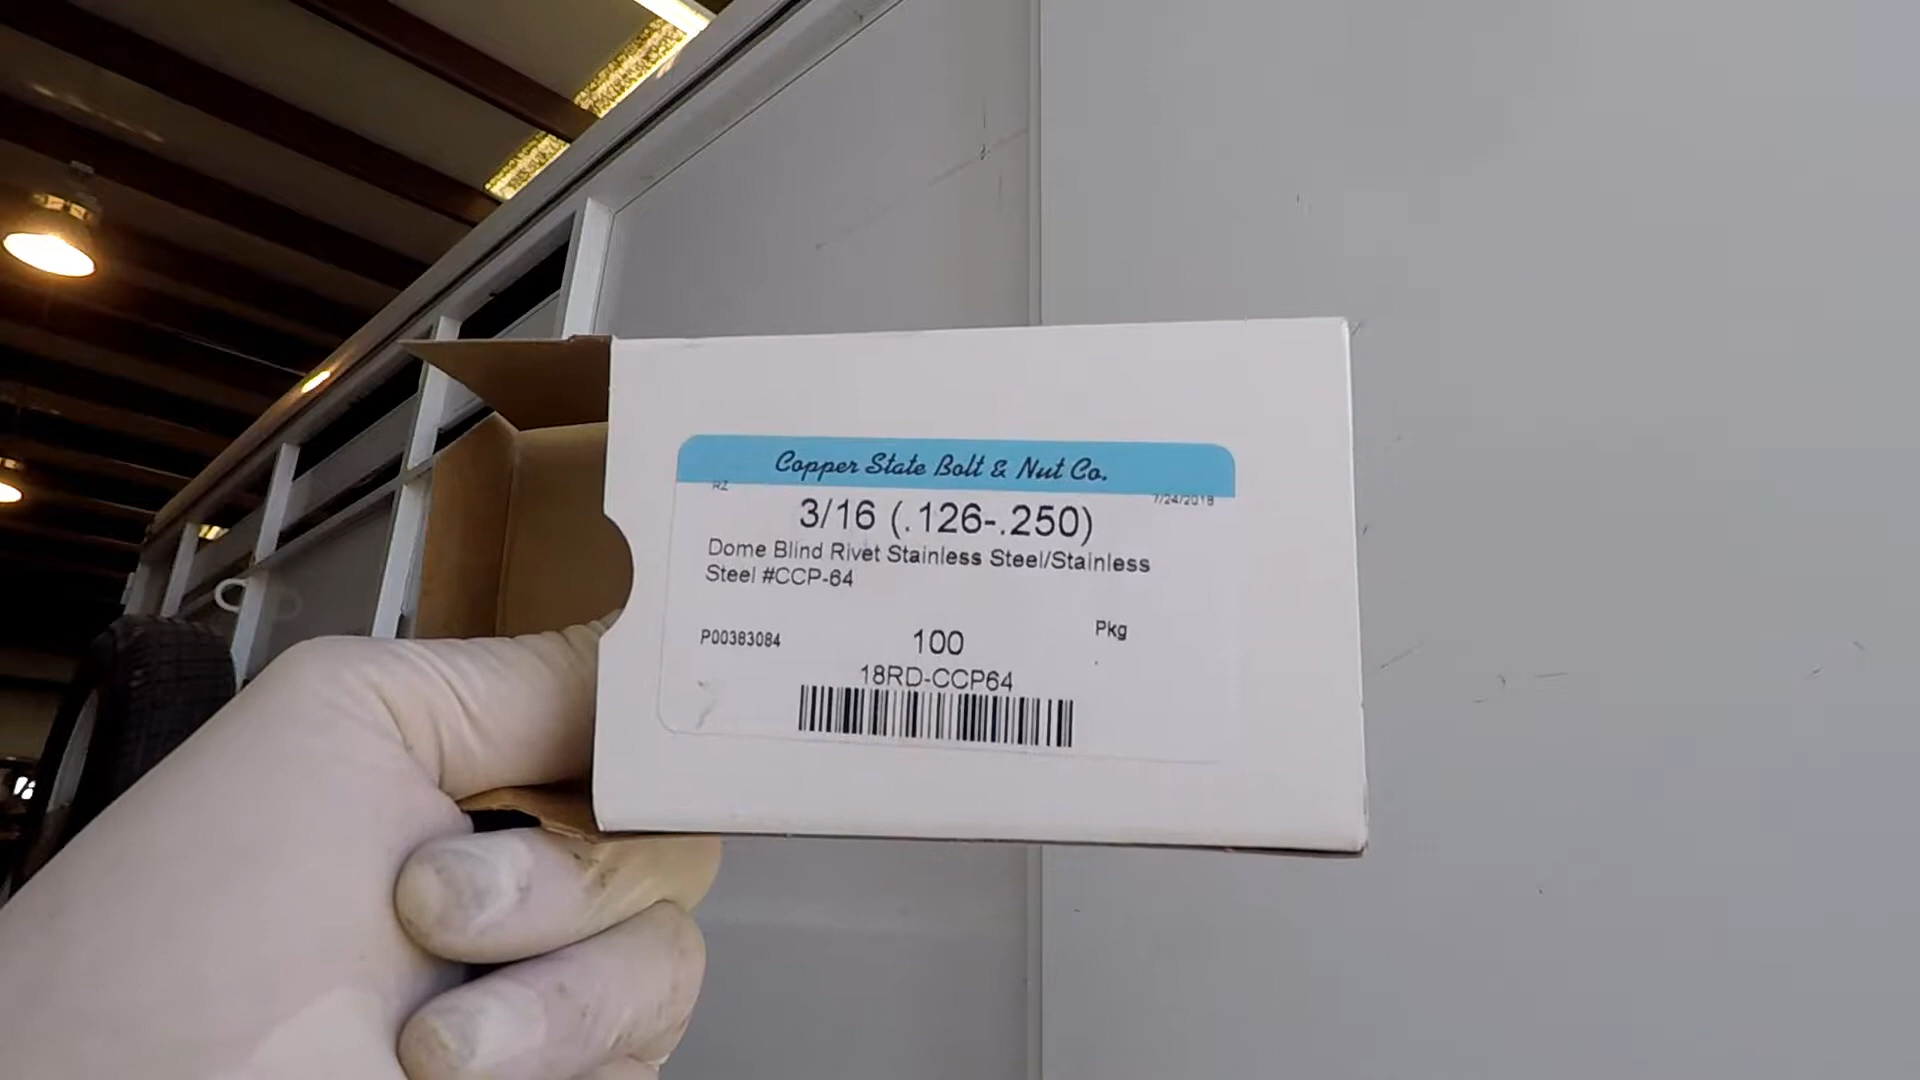 Copper State Bolt & Nut Co.
RZ
7/24/2018
3/16 (.126-.250)
Dome Blind Rivet Stainless Steel/Stainless
Steel #CCP-64
P00383084
100
Pkg
18RD-CCP64